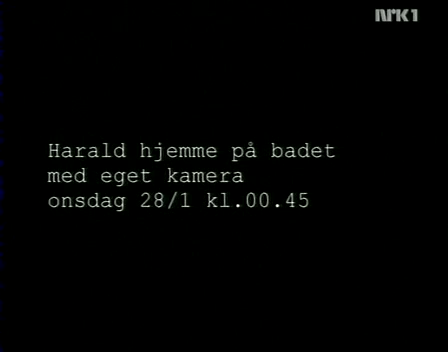 NRK1
Harald hjemme på badet
med eget kamera
onsdag 28/1 kl.00.45